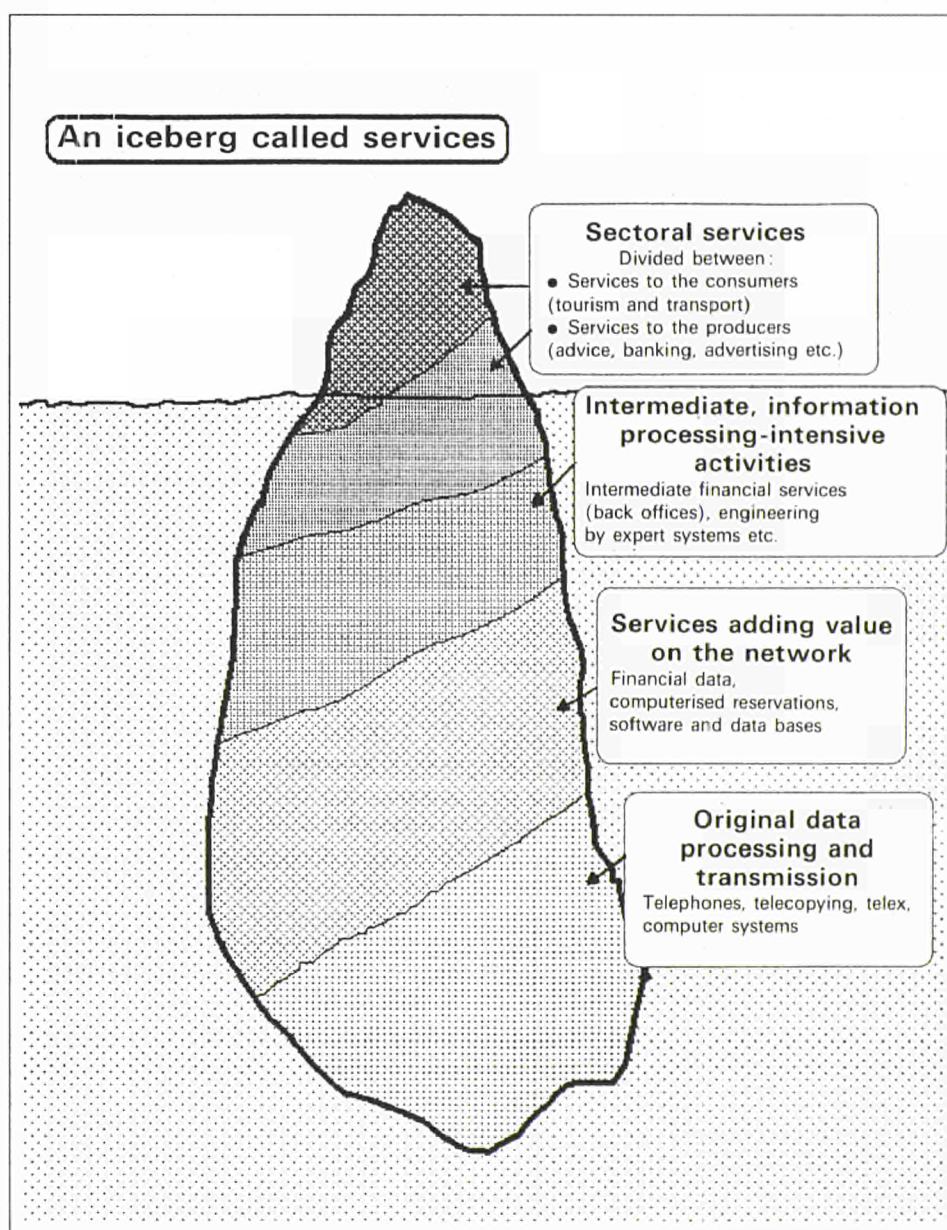 An iceberg called services
Sectoral services
Divided between:
● Services to the consumers
(tourism and transport)
● Services to the producers
(advice, banking, advertising etc.)
Intermediate, information
processing-intensive
activities
Intermediate financial services
(back offices), engineering
by expert systems etc.
Services adding value
on the network
Financial data,
computerised reservations,
software and data bases
Original data
processing and
transmission
Telephones, telecopying, telex,
computer systems